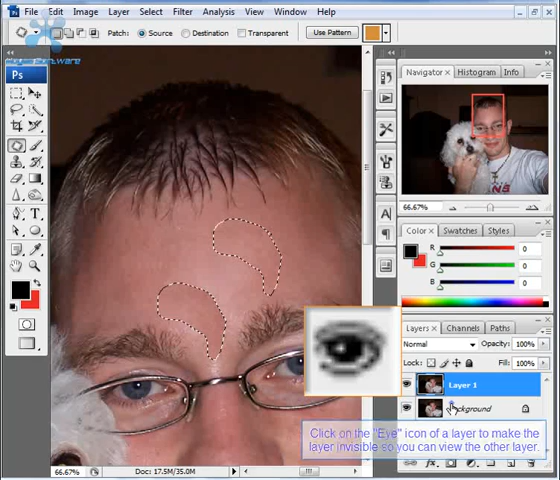 Ps File Edit Image Layer Select Filter Analysis View Window Help
Patch: Source Destination Transparent Use Pattern
Ps
Navigator × Histogram Info
66.67%
Color × Swatches Styles
R 0
G 0
B 0
Layers × Channels Paths
Normal Opacity: 100%
Lock: Fill: 100%
Layer 1
Background
Click on the "Eye" icon of a layer to make the
layer invisible so you can view the other layer.
66.67% Doc: 17.5M/35.0M
fx